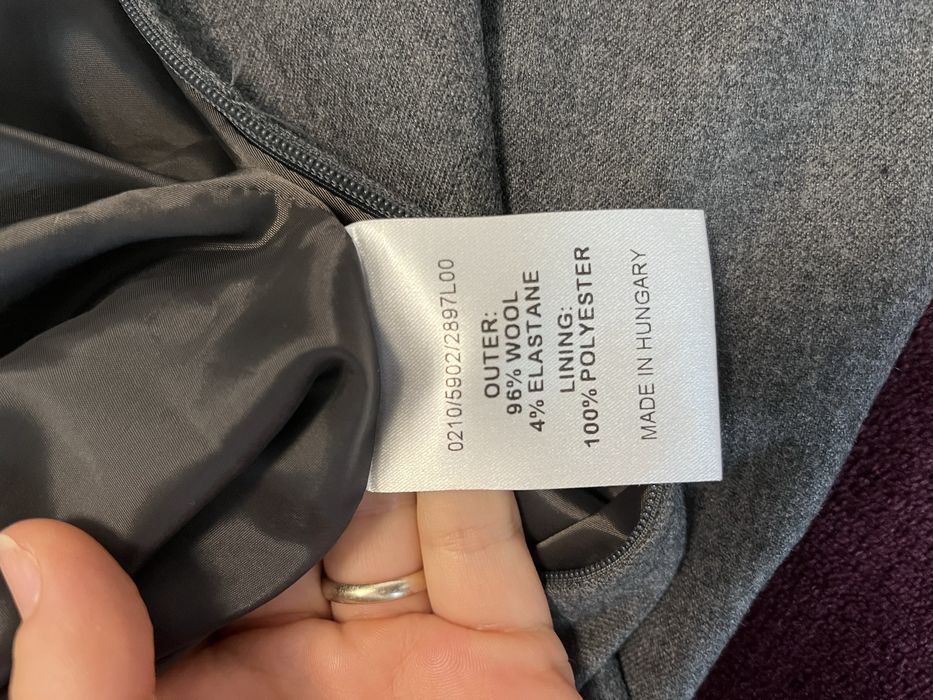 0210/5902/2897L00
OUTER:
96% WOOL
4% ELASTANE
LINING:
100% POLYESTER
MADE IN HUNGARY